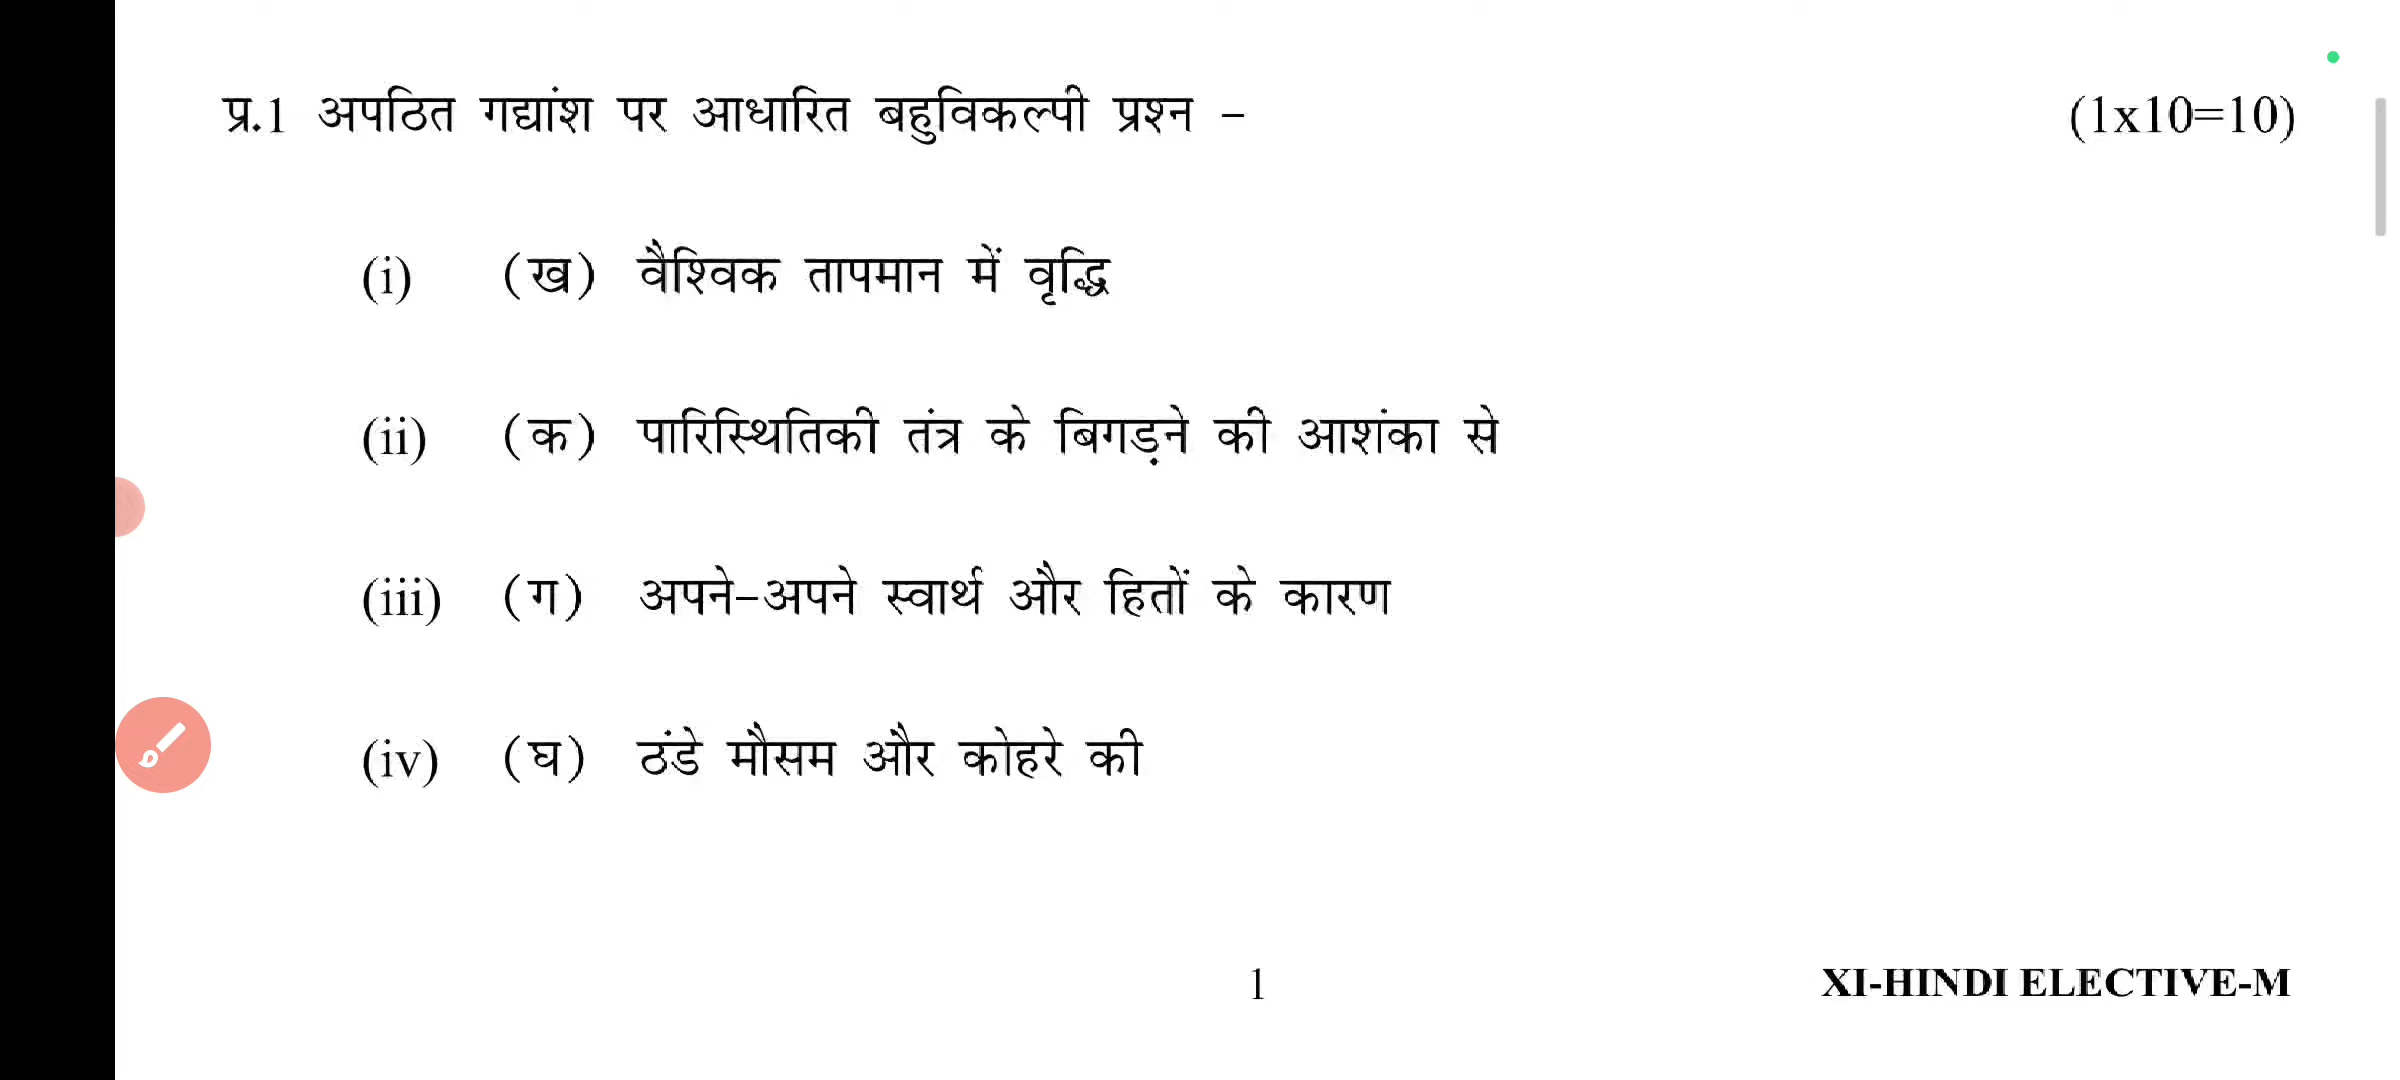 प्र.1 अपठित गद्यांश पर आधारित बहुविकल्पी प्रश्न – (1x10=10)
(i) (ख) वैश्विक तापमान में वृद्धि
(ii) (क) पारिस्थितिकी तंत्र के बिगड़ने की आशंका से
(iii) (ग) अपने-अपने स्वार्थ और हितों के कारण
(iv) (घ) ठंडे मौसम और कोहरे की
1 XI-HINDI ELECTIVE-M